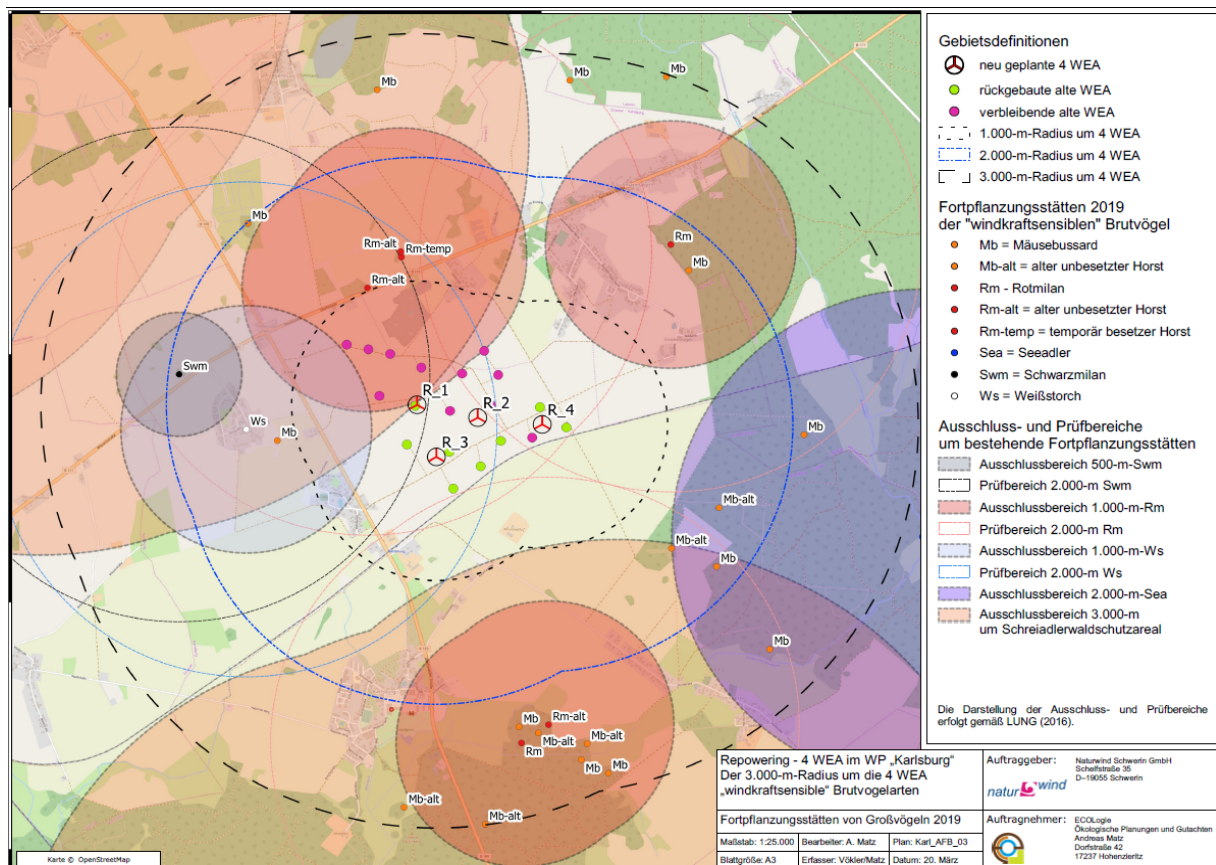 Mb
Mb
Mb
Mb
Rm-alt
Rm-temp
Rm-alt
Rm
Mb
Swm
Ws
Mb
R_1
R_2
R_4
R_3
Mb
Mb-alt
Mb-alt
Mb
Mb
Mb
Rm-alt
Mb-alt
Mb-alt
Rm
Mb
Mb
Mb-alt
Mb-alt
Karte © OpenStreetMap
Gebietsdefinitionen
neu geplante 4 WEA
rückgebaute alte WEA
verbleibende alte WEA
1.000-m-Radius um 4 WEA
2.000-m-Radius um 4 WEA
3.000-m-Radius um 4 WEA
Fortpflanzungsstätten 2019
der "windkraftsensiblen" Brutvögel
Mb = Mäusebussard
Mb-alt = alter unbesetzter Horst
Rm - Rotmilan
Rm-alt = alter unbesetzter Horst
Rm-temp = temporär besetzer Horst
Sea = Seeadler
Swm = Schwarzmilan
Ws = Weißstorch
Ausschluss- und Prüfbereiche
um bestehende Fortpflanzungsstätten
Ausschlussbereich 500-m-Swm
Prüfbereich 2.000-m Swm
Ausschlussbereich 1.000-m-Rm
Prüfbereich 2.000-m Rm
Ausschlussbereich 1.000-m-Ws
Prüfbereich 2.000-m Ws
Ausschlussbereich 2.000-m-Sea
Ausschlussbereich 3.000-m
um Schreiadlerwaldschutzareal
Die Darstellung der Ausschluss- und Prüfbereiche
erfolgt gemäß LUNG (2016).
Repowering - 4 WEA im WP „Karlsburg“
Der 3.000-m-Radius um die 4 WEA
„windkraftsensible“ Brutvogelarten
Fortpflanzungsstätten von Großvögeln 2019
Maßstab: 1:25.000 Bearbeiter: A. Matz Plan: Karl_AFB_03
Blattgröße: A3 Erfasser: Vökler/Matz Datum: 20. März
Auftraggeber: Naturwind Schwerin GmbH
Schelfstraße 35
D–19055 Schwerin
natur wind
Auftragnehmer: ECOLogie
Ökologische Planungen und Gutachten
Andreas Matz
Dorfstraße 42
17237 Hohenzieritz